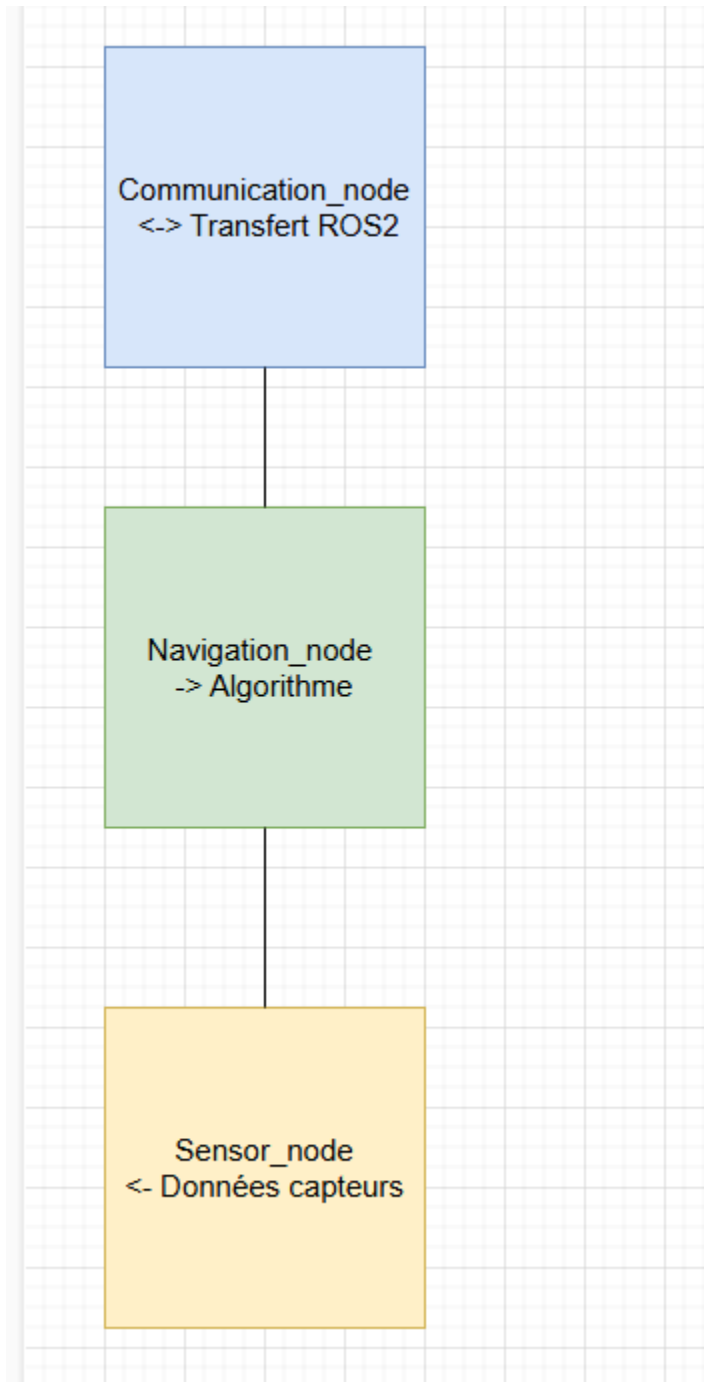 Communication_node
<-> Transfert ROS2
Navigation_node
-> Algorithme
Sensor_node
<- Données capteurs